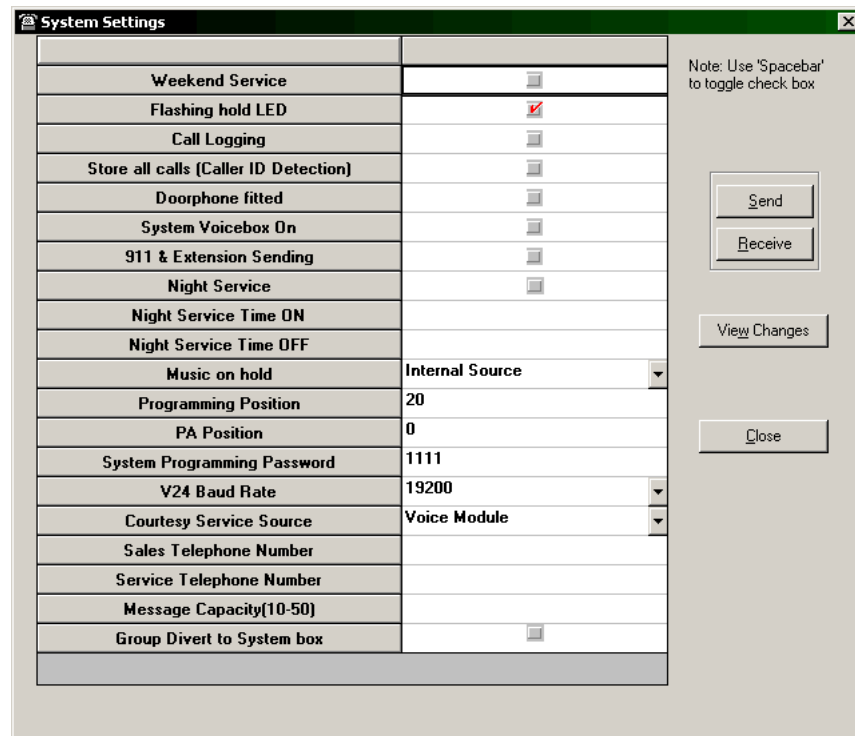 System Settings
Weekend Service
Note: Use 'Spacebar'
to toggle check box
Flashing hold LED
Call Logging
Store all calls (Caller ID Detection)
Doorphone fitted
Send
System Voicebox On
911 & Extension Sending
Receive
Night Service
Night Service Time ON
View Changes
Night Service Time OFF
Music on hold Internal Source
Programming Position 20
PA Position 0
Close
System Programming Password 1111
V24 Baud Rate 19200
Courtesy Service Source Voice Module
Sales Telephone Number
Service Telephone Number
Message Capacity(10-50)
Group Divert to System box